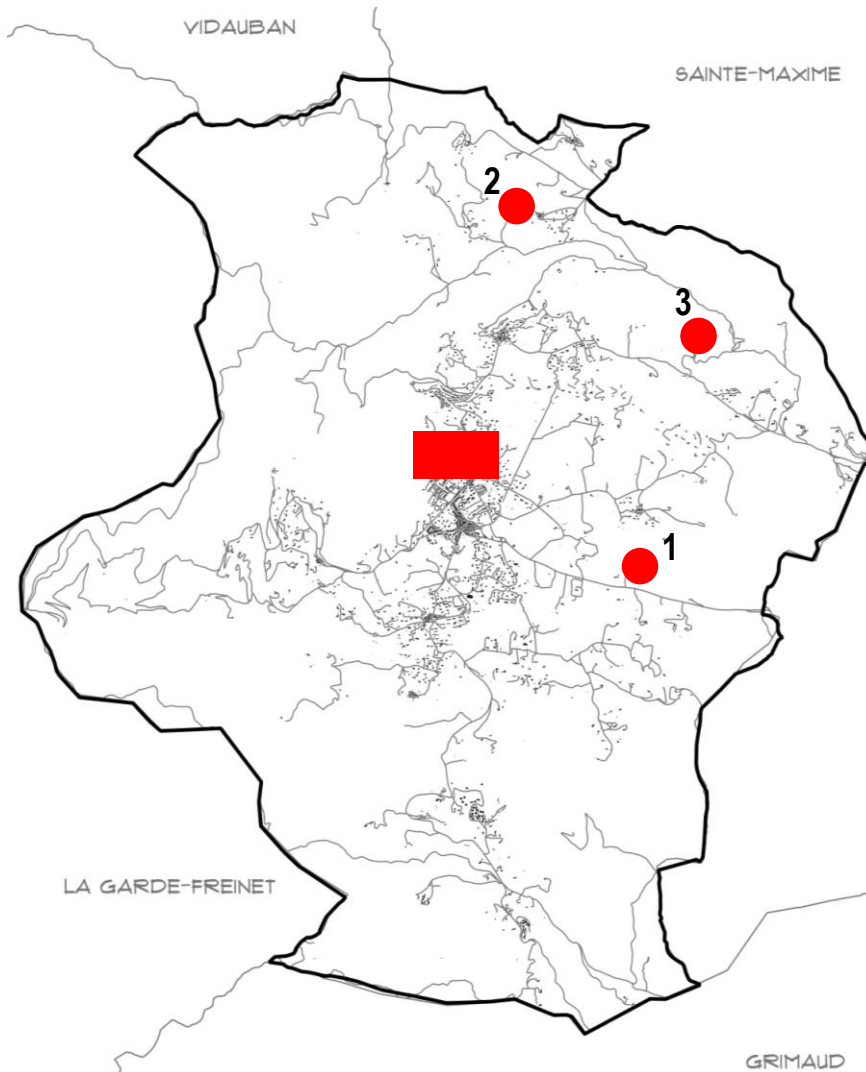 VIDAUBAN
SAINTE-MAXIME
2
3
1
LA GARDE-FREINET
GRIMAUD